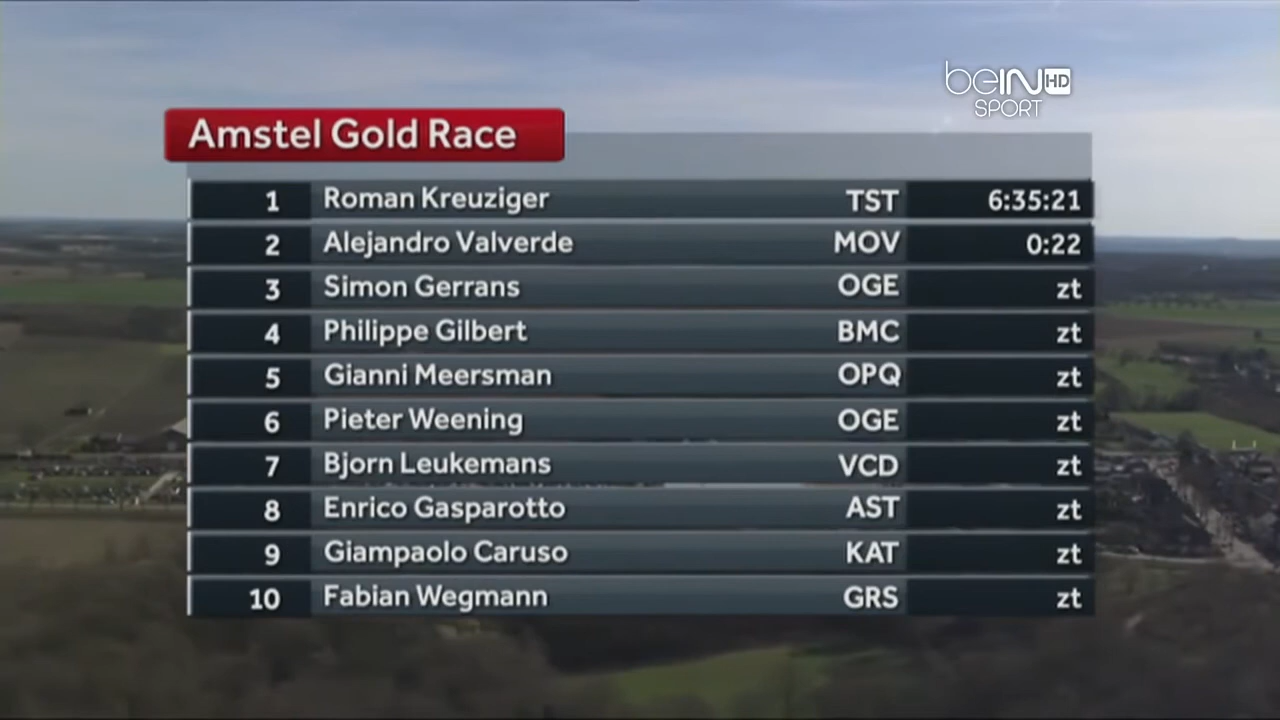 beIN HD
SPORT
Amstel Gold Race
1 Roman Kreuziger TST 6:35:21
2 Alejandro Valverde MOV 0:22
3 Simon Gerrans OGE zt
4 Philippe Gilbert BMC zt
5 Gianni Meersman OPQ zt
6 Pieter Weening OGE zt
7 Bjorn Leukemans VCD zt
8 Enrico Gasparotto AST zt
9 Giampaolo Caruso KAT zt
10 Fabian Wegmann GRS zt